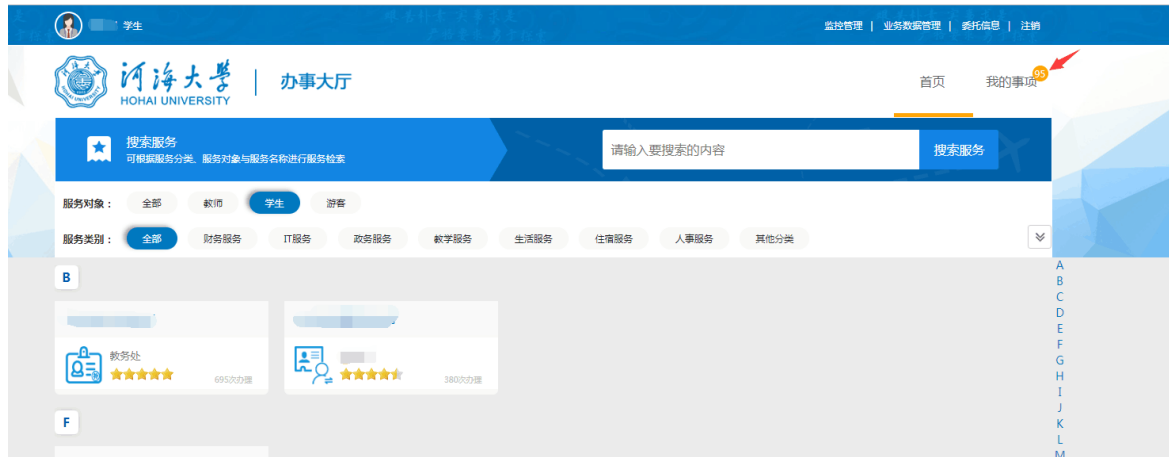 学生
监控管理 | 业务数据管理 | 委托信息 | 注销
河海大学 | 办事大厅
HOHAI UNIVERSITY
首页 我的事项 95
搜索服务
可根据服务分类、服务对象与服务名称进行服务检索
请输入要搜索的内容 搜索服务
服务对象： 全部 教师 学生 游客
服务类别： 全部 财务服务 IT服务 政务服务 教学服务 生活服务 住宿服务 人事服务 其他分类
B
教务处
695次办理
380次办理
F
A
B
C
D
E
F
G
H
I
J
K
L
M